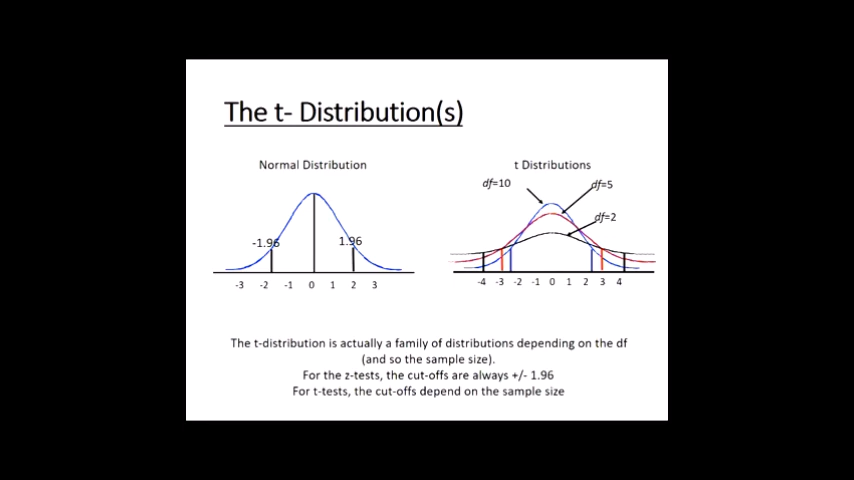 The t- Distribution(s)
Normal Distribution
-1.96
1.96
-3 -2 -1 0 1 2 3
t Distributions
df=10
df=5
df=2
-4 -3 -2 -1 0 1 2 3 4
The t-distribution is actually a family of distributions depending on the df
(and so the sample size).
For the z-tests, the cut-offs are always +/- 1.96
For t-tests, the cut-offs depend on the sample size